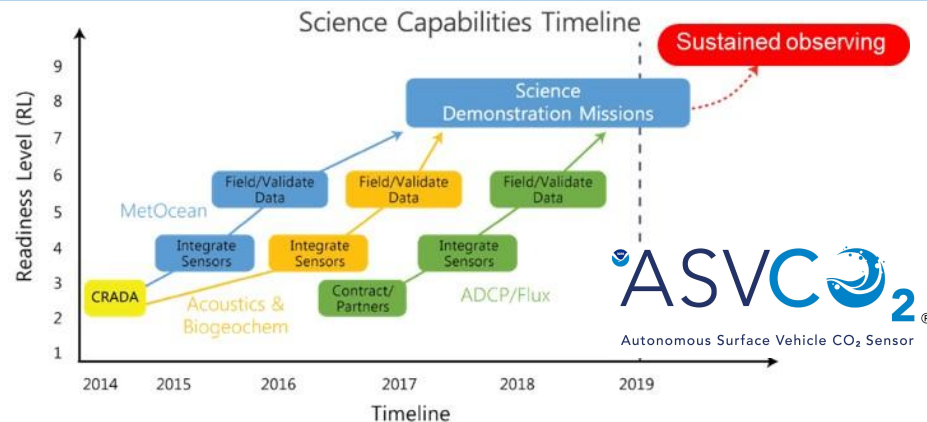 Science Capabilities Timeline
Sustained observing
Readiness Level (RL)
9
8
7
6
5
4
3
2
1
Science
Demonstration Missions
Field/Validate
Data
Field/Validate
Data
Field/Validate
Data
MetOcean
Integrate
Sensors
Integrate
Sensors
Integrate
Sensors
CRADA
Acoustics &
Biogeochem
Contract/
Partners
ADCP/Flux
ASVCO₂®
Autonomous Surface Vehicle CO₂ Sensor
2014 2015 2016 2017 2018 2019
Timeline